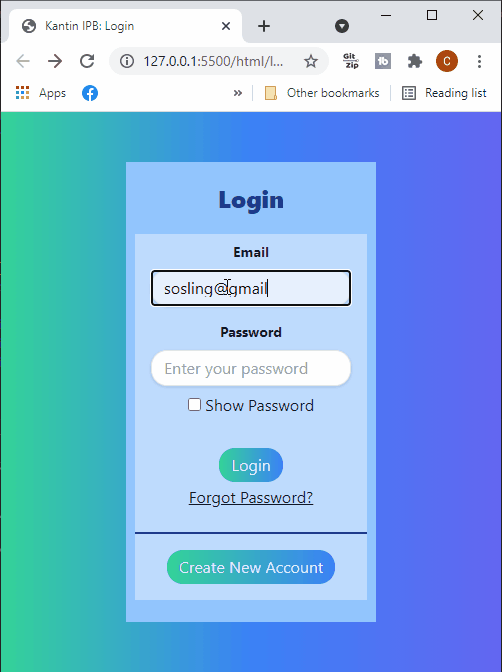 Kantin IPB: Login
127.0.0.1:5500/html/l...
Git
Zip
C
Apps
»
Other bookmarks
Reading list
Login
Email
sosling@gmail
Password
Enter your password
Show Password
Login
Forgot Password?
Create New Account